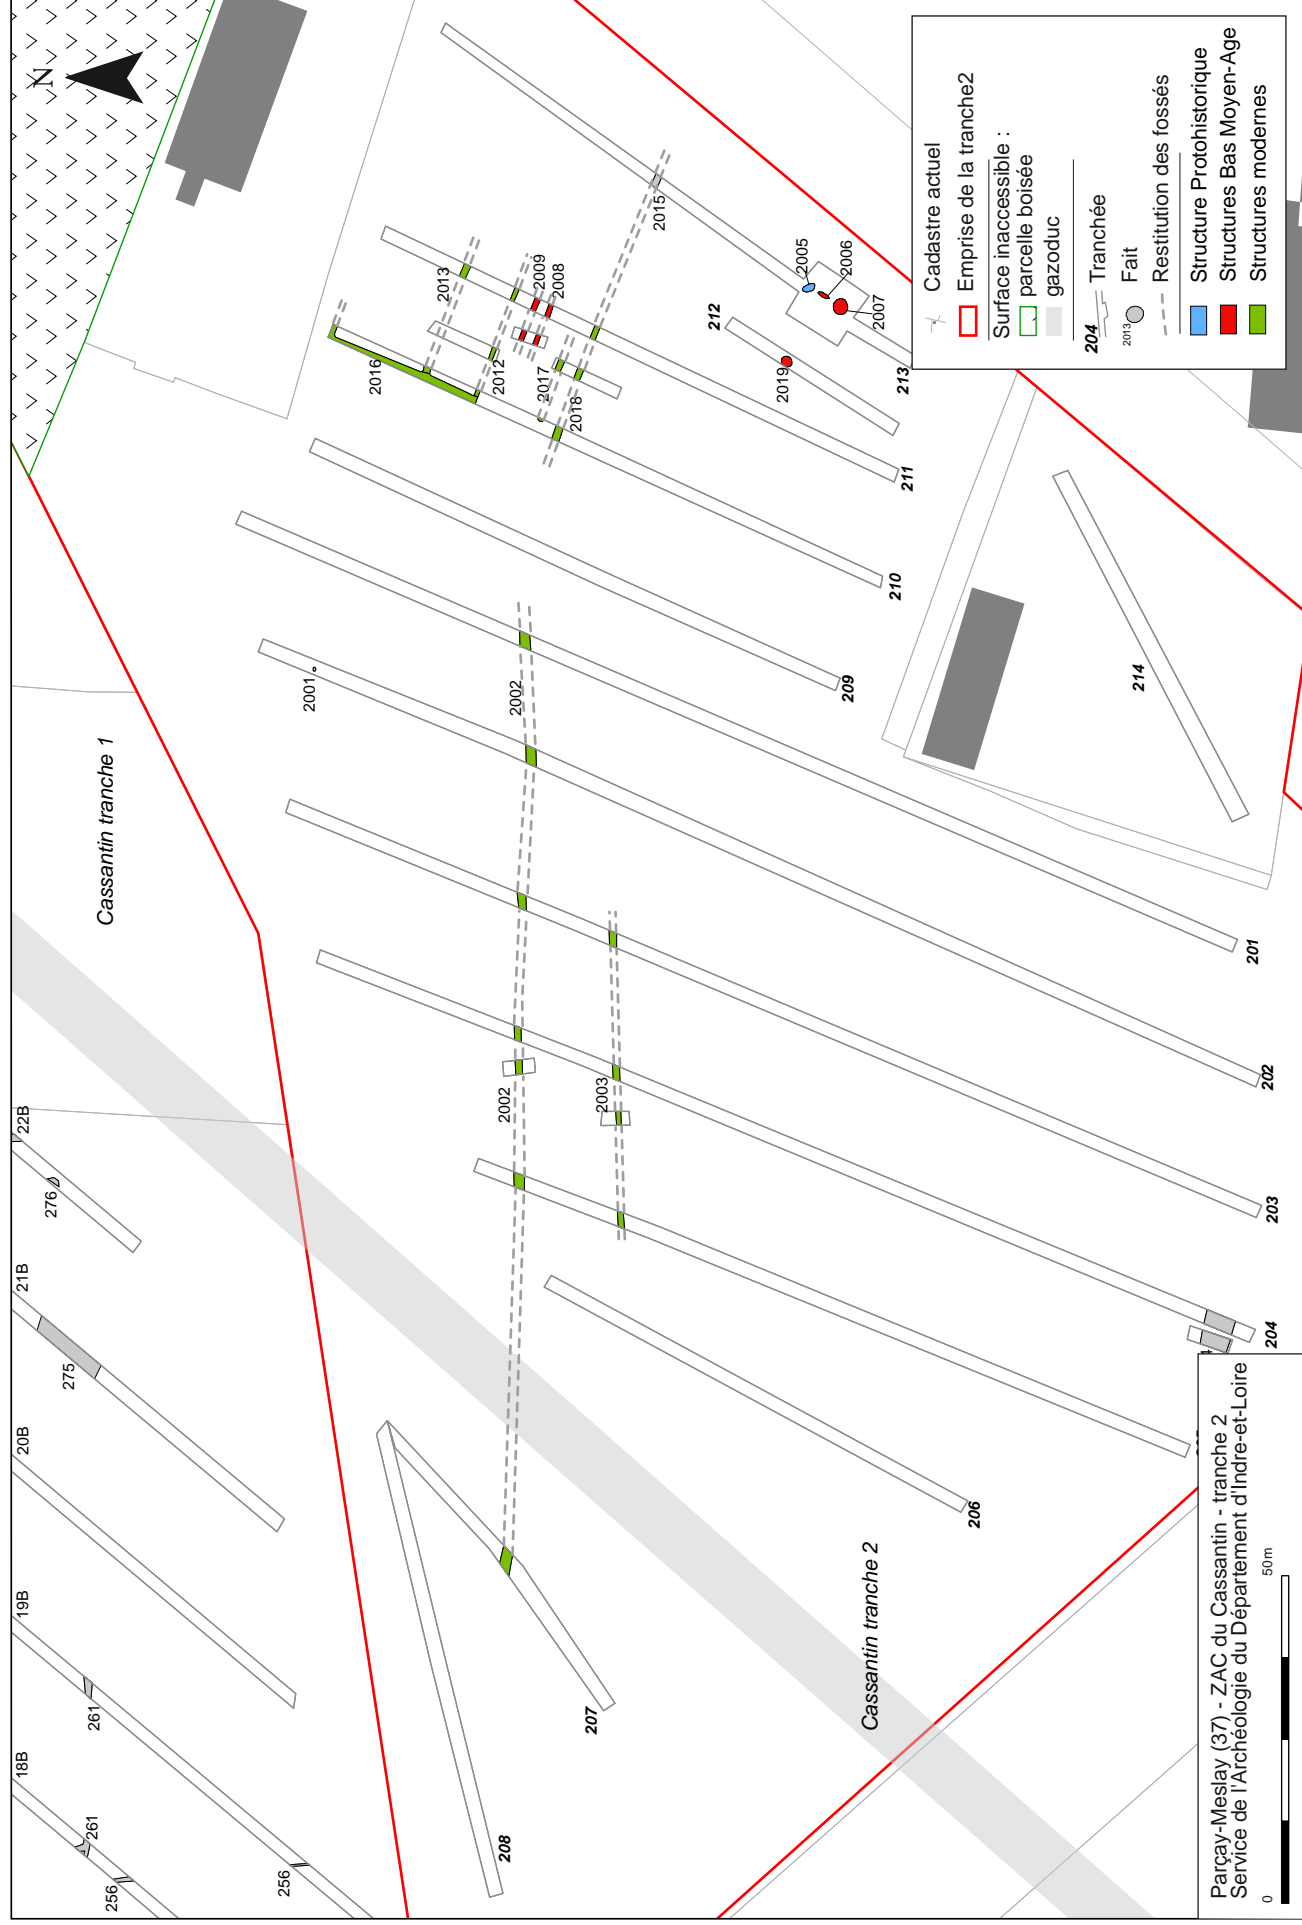 18B
19B
20B
21B
22B
N
256
261
256
261
275
276
Cassantin tranche 1
208
207
Cassantin tranche 2
206
2002
2003
2002
2001
2016
2013
2012
2009
2008
2017
2018
2015
2005
2006
2007
2019
212
213
211
210
209
214
201
202
203
204
Cadastre actuel
Emprise de la tranche2
Surface inaccessible :
parcelle boisée
gazoduc
204 Tranchée
2013 Fait
Restitution des fossés
Structure Protohistorique
Structures Bas Moyen-Age
Structures modernes
Parçay-Meslay (37) - ZAC du Cassantin - tranche 2
Service de l'Archéologie du Département d'Indre-et-Loire
0 50m